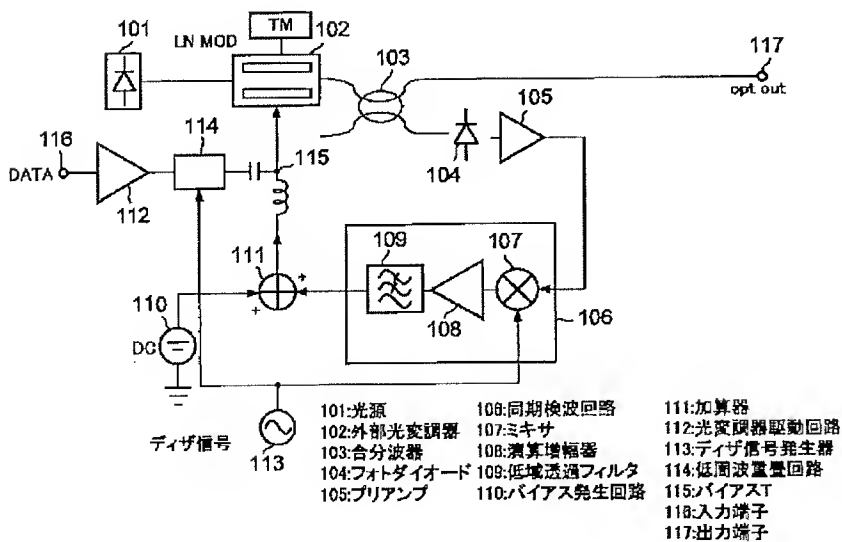 101
LN MOD
TM
102
103
117
opt out
105
104
116
DATA
112
114
115
111
+
+
109
108
107
106
110
DC
ディザ信号
113
101:光源
102:外部光変調器
103:合分波器
104:フォトダイオード
105:プリアンプ
106:同期検波回路
107:ミキサ
108:演算増幅器
109:低域透過フィルタ
110:バイアス発生回路
111:加算器
112:光変調器駆動回路
113:ディザ信号発生器
114:低周波重畳回路
115:バイアスT
116:入力端子
117:出力端子